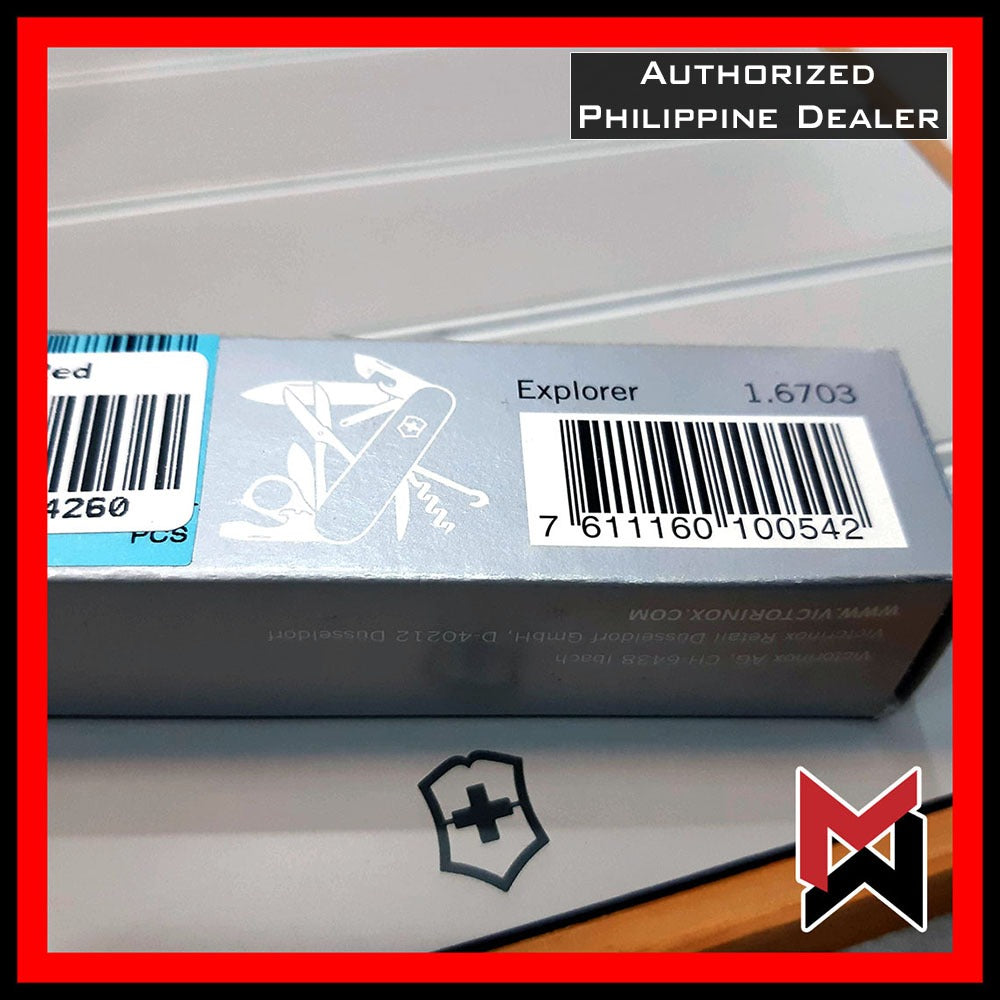 AUTHORIZED
PHILIPPINE DEALER
Red
4260
PCS
Explorer 1.6703
7 611160 100542
WWW.VICTORINOX.COM
Victorinox Retail Düsseldorf GmbH, D-40212 Düsseldorf
Victorinox AG, CH-6438 Ibach